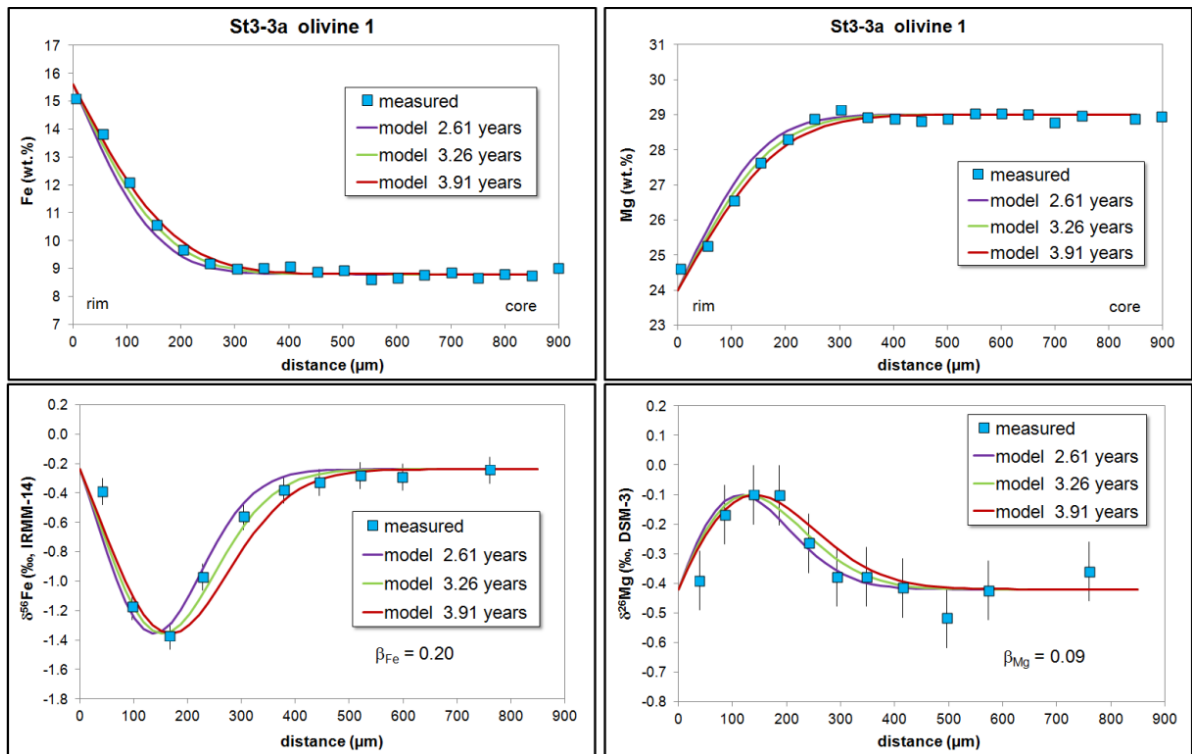 St3-3a olivine 1
Fe (wt.%)
17
16
15
14
13
12
11
10
9
8
7
measured
model 2.61 years
model 3.26 years
model 3.91 years
rim
core
0 100 200 300 400 500 600 700 800 900
distance (µm)
St3-3a olivine 1
Mg (wt.%)
31
30
29
28
27
26
25
24
23
measured
model 2.61 years
model 3.26 years
model 3.91 years
rim
core
0 100 200 300 400 500 600 700 800 900
distance (µm)
δ56Fe (‰, IRMM-14)
0.2
0.0
-0.2
-0.4
-0.6
-0.8
-1.0
-1.2
-1.4
-1.6
-1.8
measured
model 2.61 years
model 3.26 years
model 3.91 years
βFe = 0.20
0 100 200 300 400 500 600 700 800 900
distance (µm)
δ26Mg (‰, DSM-3)
0.2
0.1
0.0
-0.1
-0.2
-0.3
-0.4
-0.5
-0.6
-0.7
-0.8
measured
model 2.61 years
model 3.26 years
model 3.91 years
βMg = 0.09
0 100 200 300 400 500 600 700 800 900
distance (µm)